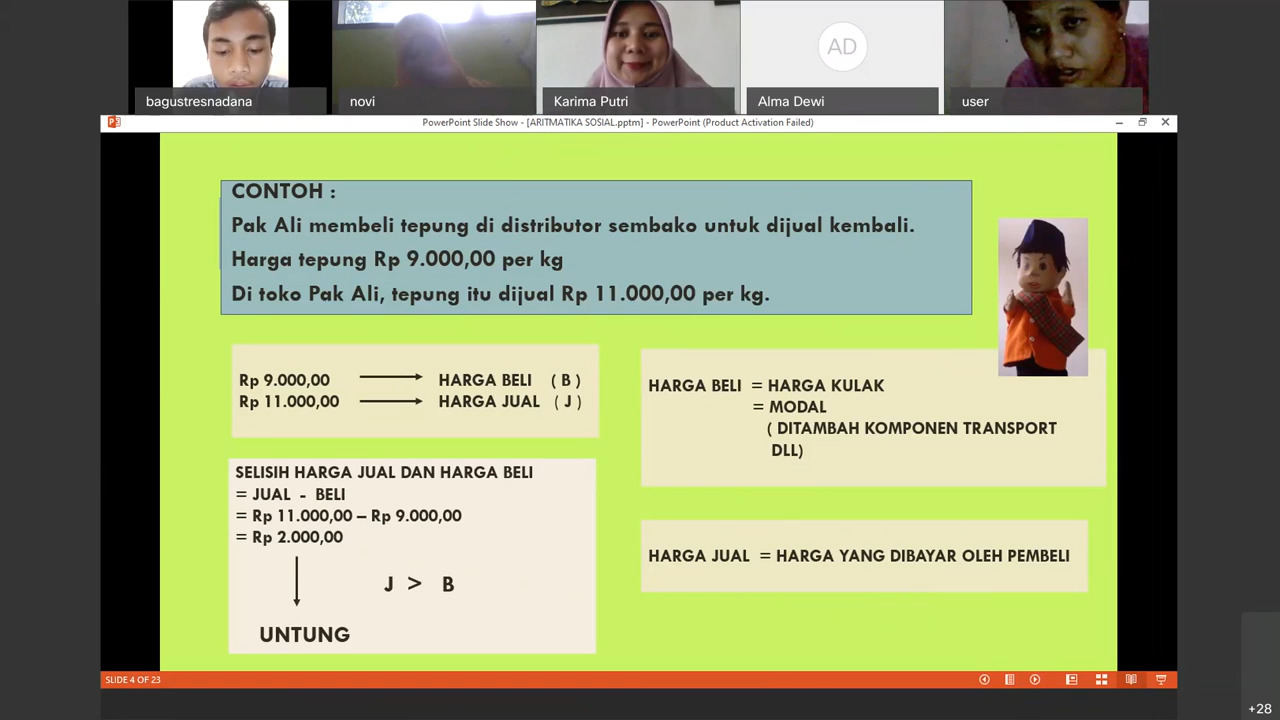 AD
bagustresnadana
novi
Karima Putri
Alma Dewi
user
PowerPoint Slide Show - [ARITMATIKA SOSIAL.pptm] - PowerPoint (Product Activation Failed)
CONTOH :
Pak Ali membeli tepung di distributor sembako untuk dijual kembali.
Harga tepung Rp 9.000,00 per kg
Di toko Pak Ali, tepung itu dijual Rp 11.000,00 per kg.
Rp 9.000,00 HARGA BELI ( B )
Rp 11.000,00 HARGA JUAL ( J )
SELISIH HARGA JUAL DAN HARGA BELI
= JUAL - BELI
= Rp 11.000,00 – Rp 9.000,00
= Rp 2.000,00
J > B
UNTUNG
HARGA BELI = HARGA KULAK
= MODAL
( DITAMBAH KOMPONEN TRANSPORT
DLL)
HARGA JUAL = HARGA YANG DIBAYAR OLEH PEMBELI
SLIDE 4 OF 23
+28